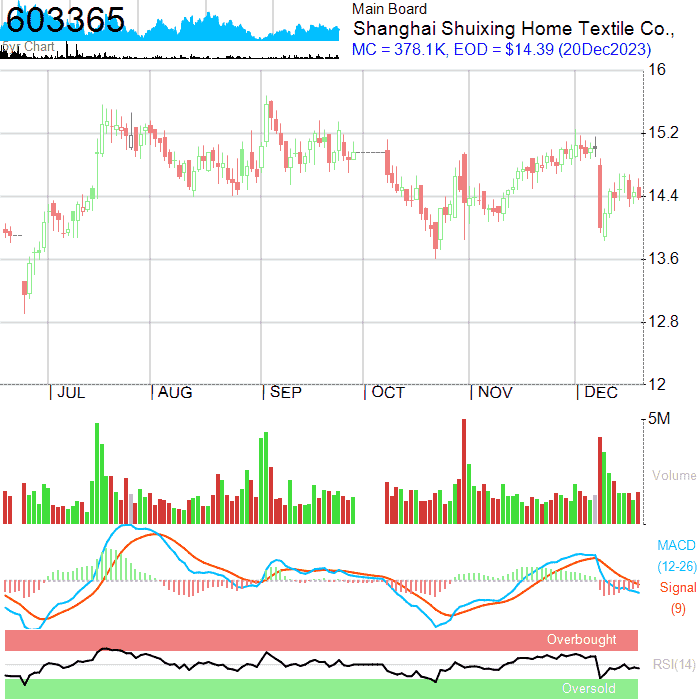 603365
5yr Chart
Main Board
Shanghai Shuixing Home Textile Co.,
MC = 378.1K, EOD = $14.39 (20Dec2023)
16
15.2
14.4
13.6
12.8
12
JUL AUG SEP OCT NOV DEC
5M
Volume
MACD
(12-26)
Signal
(9)
Overbought
RSI(14)
Oversold